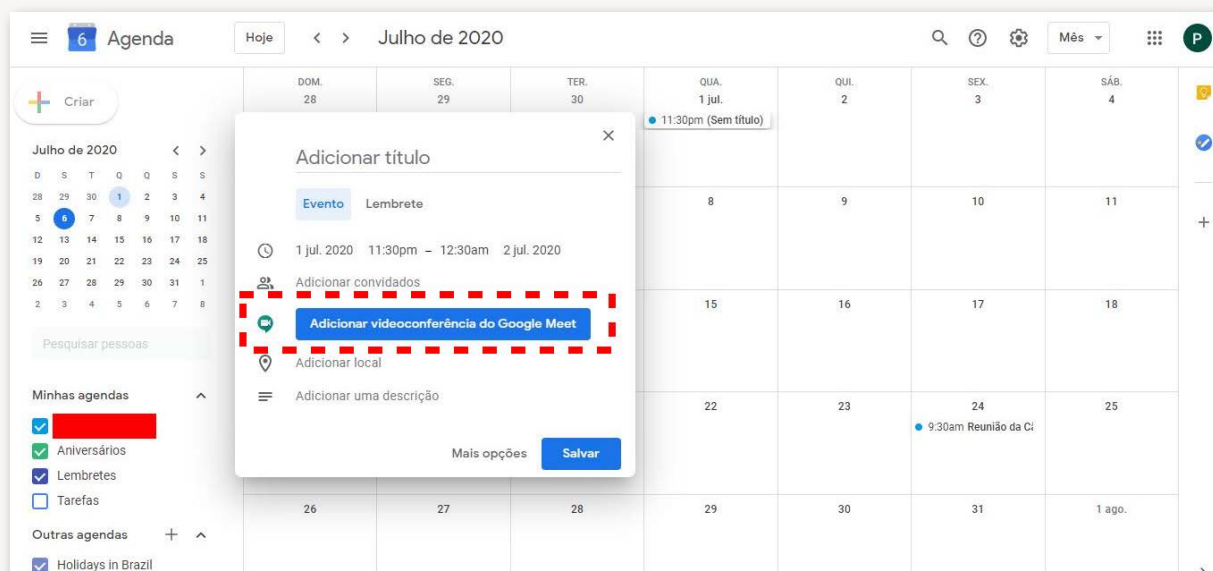 6 Agenda Hoje Julho de 2020 Mês P
Criar
DOM. SEG. TER. QUA. QUI. SEX. SÁB.
28 29 30 1 jul. 2 3 4
11:30pm (Sem título)
Julho de 2020
D S T Q Q S S
28 29 30 1 2 3 4
5 6 7 8 9 10 11
12 13 14 15 16 17 18
19 20 21 22 23 24 25
26 27 28 29 30 31 1
2 3 4 5 6 7 8
Pesquisar pessoas
Minhas agendas
Aniversários
Lembretes
Tarefas
Outras agendas
Holidays in Brazil
Adicionar título
Evento Lembrete
1 jul. 2020 11:30pm – 12:30am 2 jul. 2020
Adicionar convidados
Adicionar videoconferência do Google Meet
Adicionar local
Adicionar uma descrição
Mais opções Salvar
8 9 10 11
15 16 17 18
22 23 24 25
9:30am Reunião da Câ
26 27 28 29 30 31 1 ago.